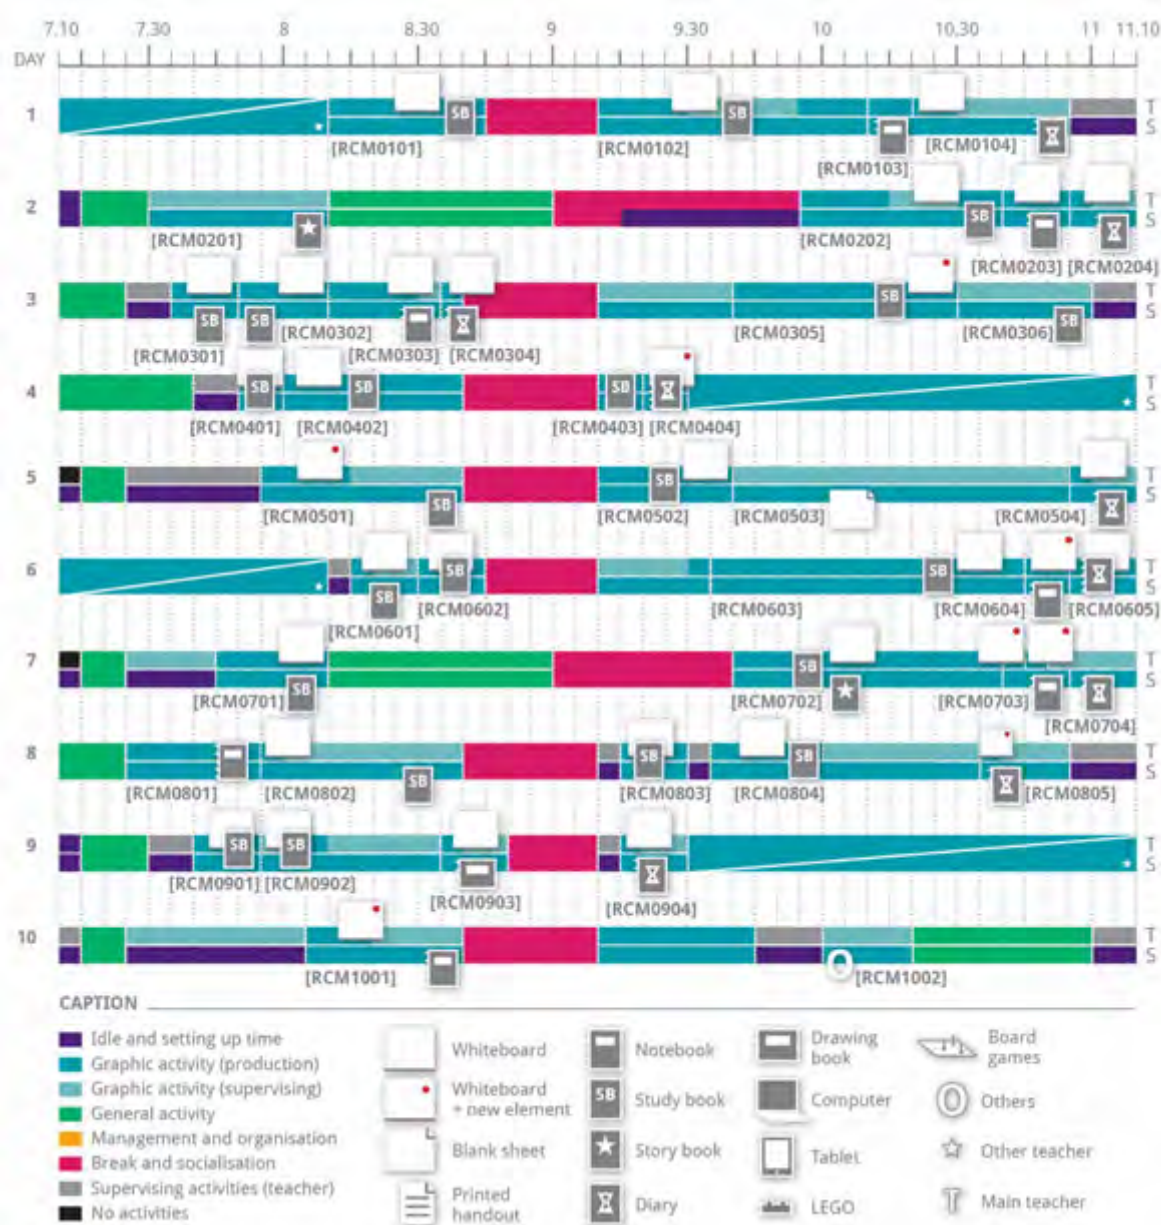 7.10 7.30 8 8.30 9 9.30 10 10.30 11 11.10
DAY
1 SB SB T
S
[RCM0101] [RCM0102] [RCM0103] [RCM0104]
2 SB T
S
[RCM0201] [RCM0202] [RCM0203] [RCM0204]
3 SB SB SB SB T
S
[RCM0301] [RCM0302] [RCM0303] [RCM0304] [RCM0305] [RCM0306]
4 SB SB SB T
S
[RCM0401] [RCM0402] [RCM0403] [RCM0404]
5 SB SB T
S
[RCM0501] [RCM0502] [RCM0503] [RCM0504]
6 SB SB SB T
S
[RCM0601] [RCM0602] [RCM0603] [RCM0604] [RCM0605]
7 SB SB T
S
[RCM0701] [RCM0702] [RCM0703] [RCM0704]
8 SB SB SB T
S
[RCM0801] [RCM0802] [RCM0803] [RCM0804] [RCM0805]
9 SB SB T
S
[RCM0901] [RCM0902] [RCM0903] [RCM0904]
10 T
S
[RCM1001] [RCM1002]
CAPTION
Idle and setting up time
Graphic activity (production)
Graphic activity (supervising)
General activity
Management and organisation
Break and socialisation
Supervising activities (teacher)
No activities
Whiteboard
Whiteboard
+ new element
Blank sheet
Printed
handout
Notebook
SB Study book
Story book
Diary
Drawing
book
Computer
Tablet
LEGO
Board
games
Others
Other teacher
Main teacher